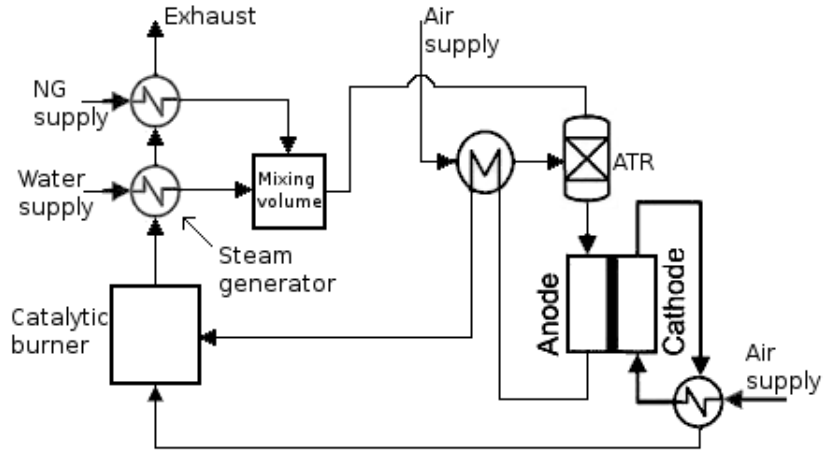 Exhaust
Air
supply
NG
supply
ATR
Mixing
volume
Water
supply
Steam
generator
Anode
Cathode
Catalytic
burner
Air
supply